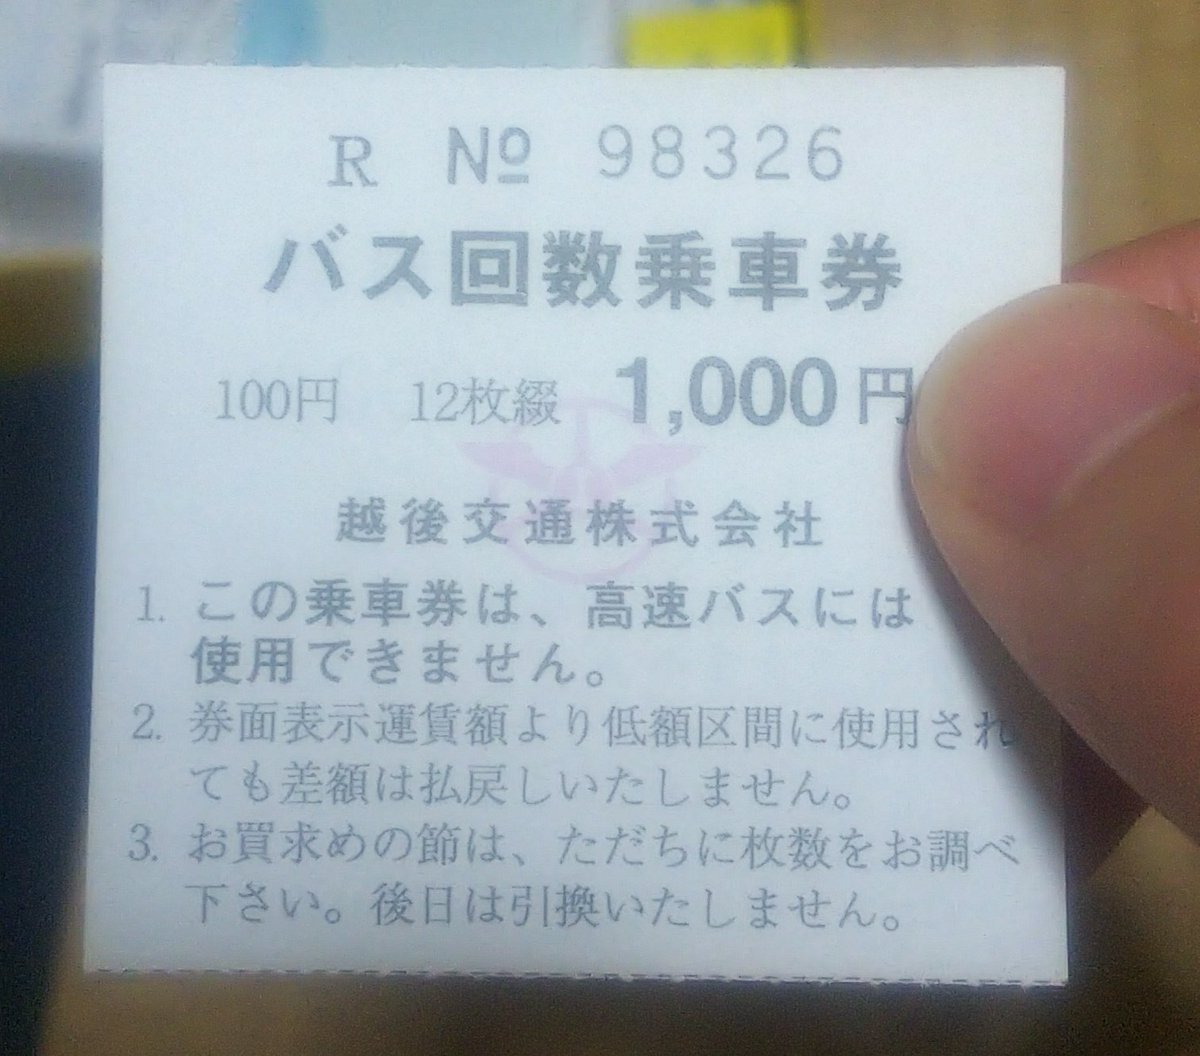 R № 98326
バス回数乗車券
100円 12枚綴 1,000円
越後交通株式会社
1. この乗車券は、高速バスには
使用できません。
2. 券面表示運賃額より低額区間に使用され
ても差額は払戻しいたしません。
3. お買求めの節は、ただちに枚数をお調べ
下さい。後日は引換いたしません。